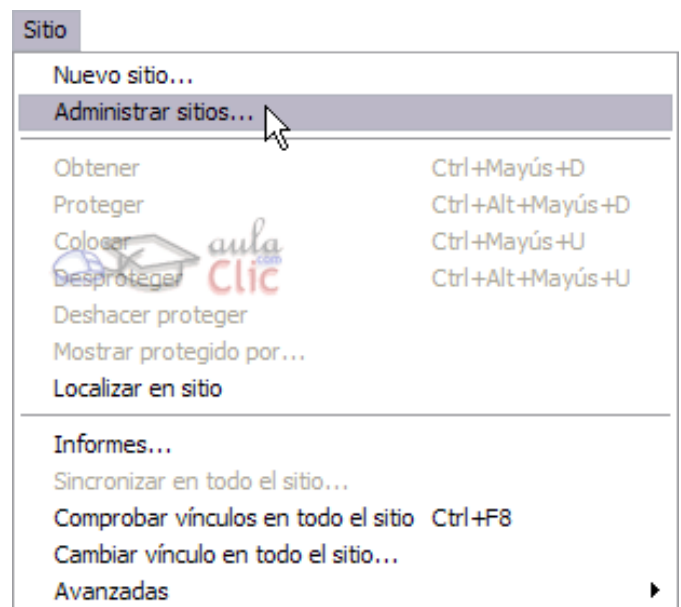 Sitio
Nuevo sitio...
Administrar sitios...
Obtener Ctrl+Mayús+D
Proteger Ctrl+Alt+Mayús+D
Colocar Ctrl+Mayús+U
Desproteger Ctrl+Alt+Mayús+U
aula
.com
Clic
Deshacer proteger
Mostrar protegido por...
Localizar en sitio
Informes...
Sincronizar en todo el sitio...
Comprobar vínculos en todo el sitio Ctrl+F8
Cambiar vínculo en todo el sitio...
Avanzadas